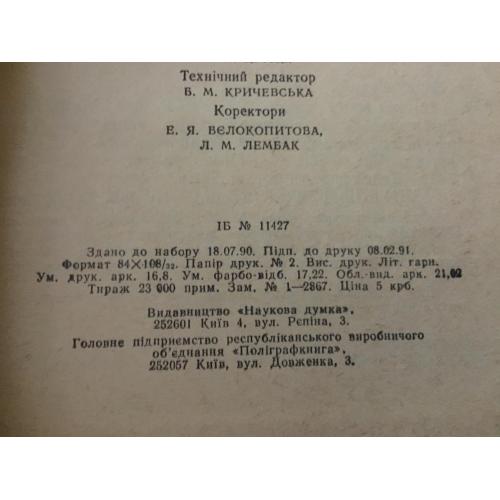 Технічний редактор
Б. М. КРИЧЕВСЬКА
Коректори
Е. Я. БЄЛОКОПИТОВА,
Л. М. ЛЕМБАК
ІБ № 11427
Здано до набору 18.07.90. Підп. до друку 08.02.91.
Формат 84×108/32. Папір друк. № 2. Вис. друк. Літ. гарн.
Ум. друк. арк. 16,8. Ум. фарбо-відб. 17,22. Обл.-вид. арк. 21,02
Тираж 23 000 прим. Зам. № 1—2867. Ціна 5 крб.
Видавництво «Наукова думка».
252601 Київ 4, вул. Рєпіна, 3.
Головне підприємство республіканського виробничого
об'єднання «Поліграфкнига».
252057 Київ, вул. Довженка, 3.